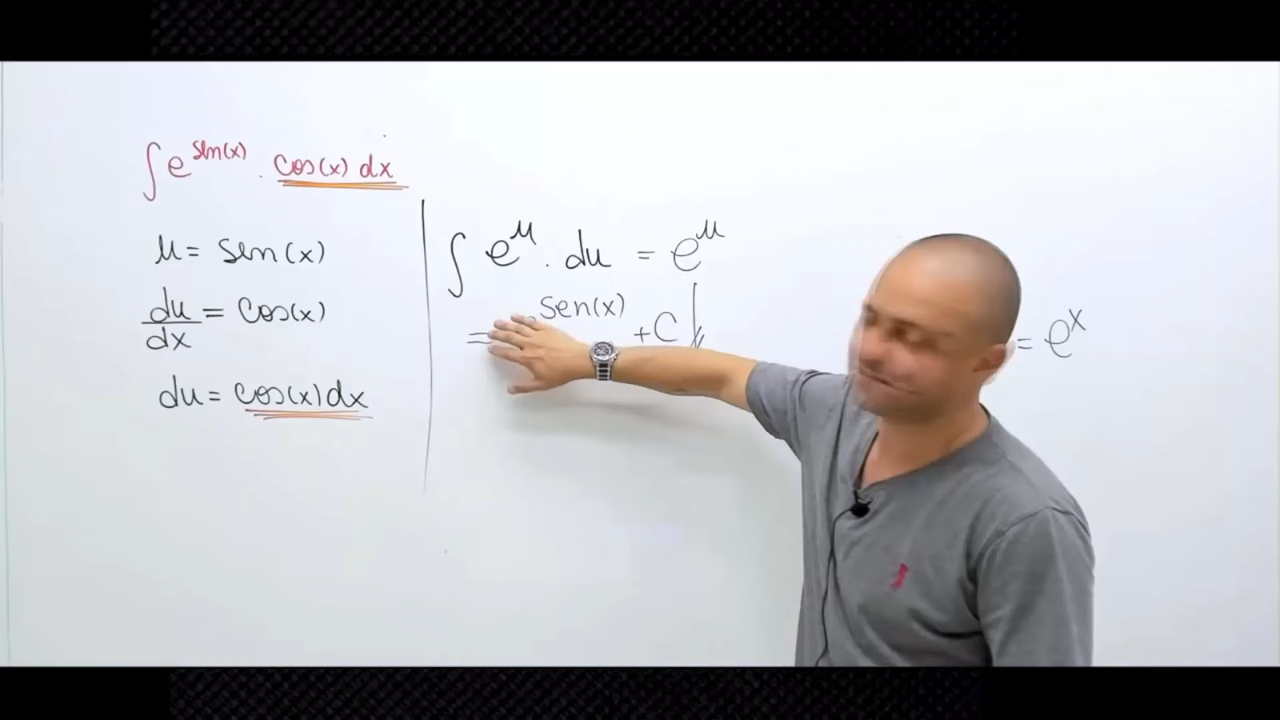 ∫ e^sen(x) . cos(x) dx
u = sen(x)
du/dx = cos(x)
du = cos(x) dx
∫ e^u . du = e^u
= sen(x) + C
= e^x